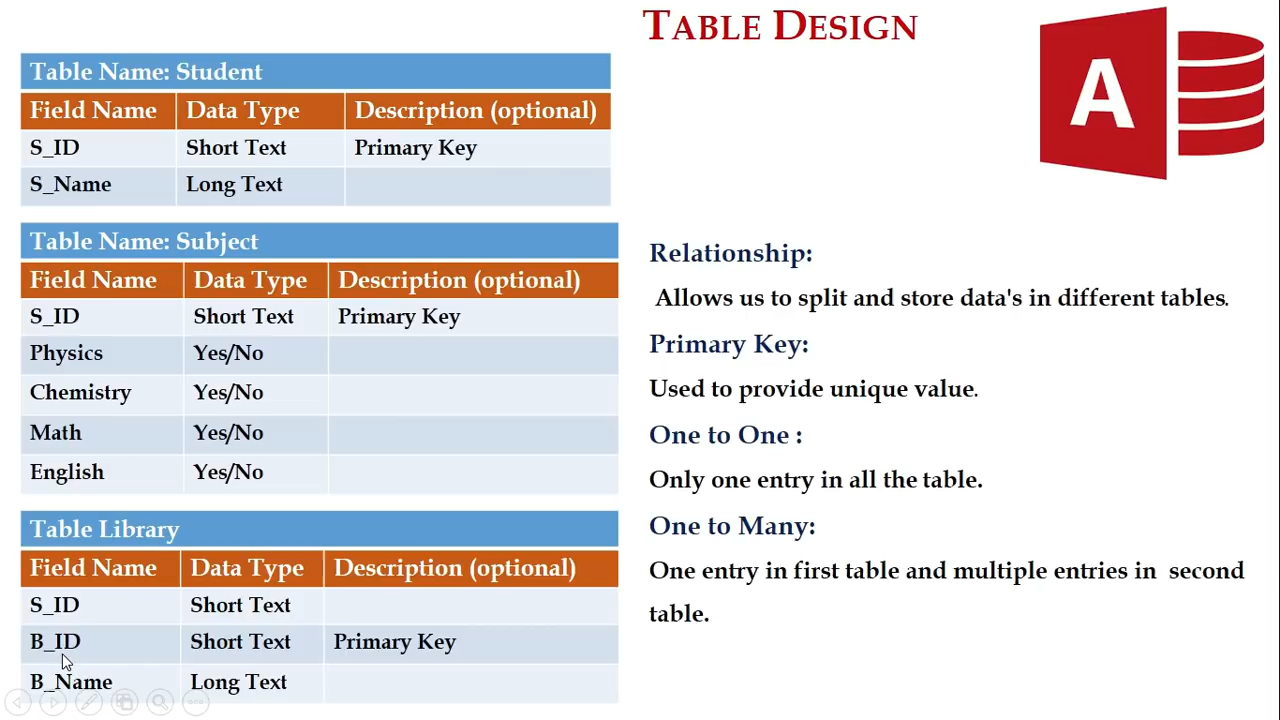 TABLE DESIGN
A
Table Name: Student
Field Name Data Type Description (optional)
S_ID Short Text Primary Key
S_Name Long Text
Table Name: Subject
Field Name Data Type Description (optional)
S_ID Short Text Primary Key
Physics Yes/No
Chemistry Yes/No
Math Yes/No
English Yes/No
Table Library
Field Name Data Type Description (optional)
S_ID Short Text
B_ID Short Text Primary Key
B_Name Long Text
Relationship:
Allows us to split and store data's in different tables.
Primary Key:
Used to provide unique value.
One to One :
Only one entry in all the table.
One to Many:
One entry in first table and multiple entries in second
table.